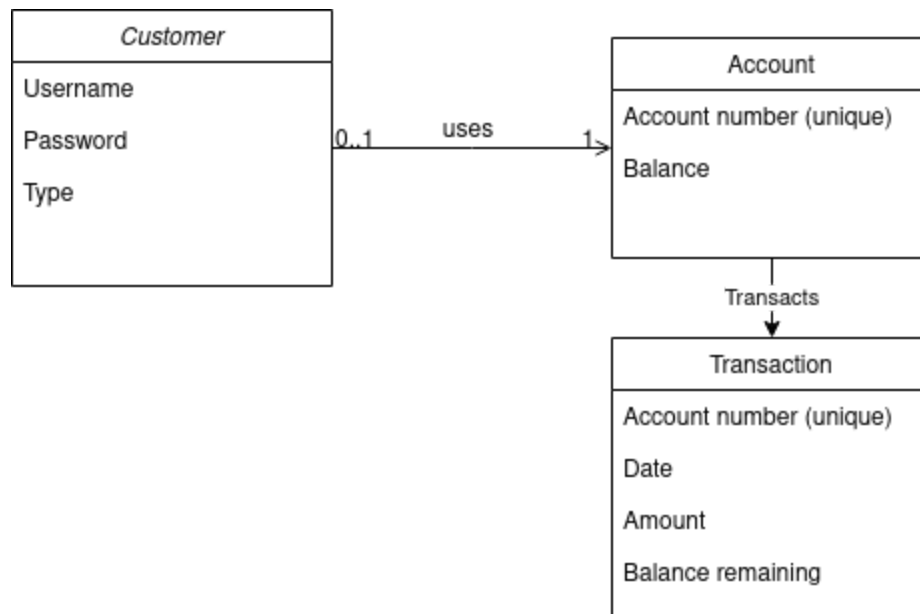 Customer
Username
Password
Type
0..1
uses
1
Account
Account number (unique)
Balance
Transacts
Transaction
Account number (unique)
Date
Amount
Balance remaining